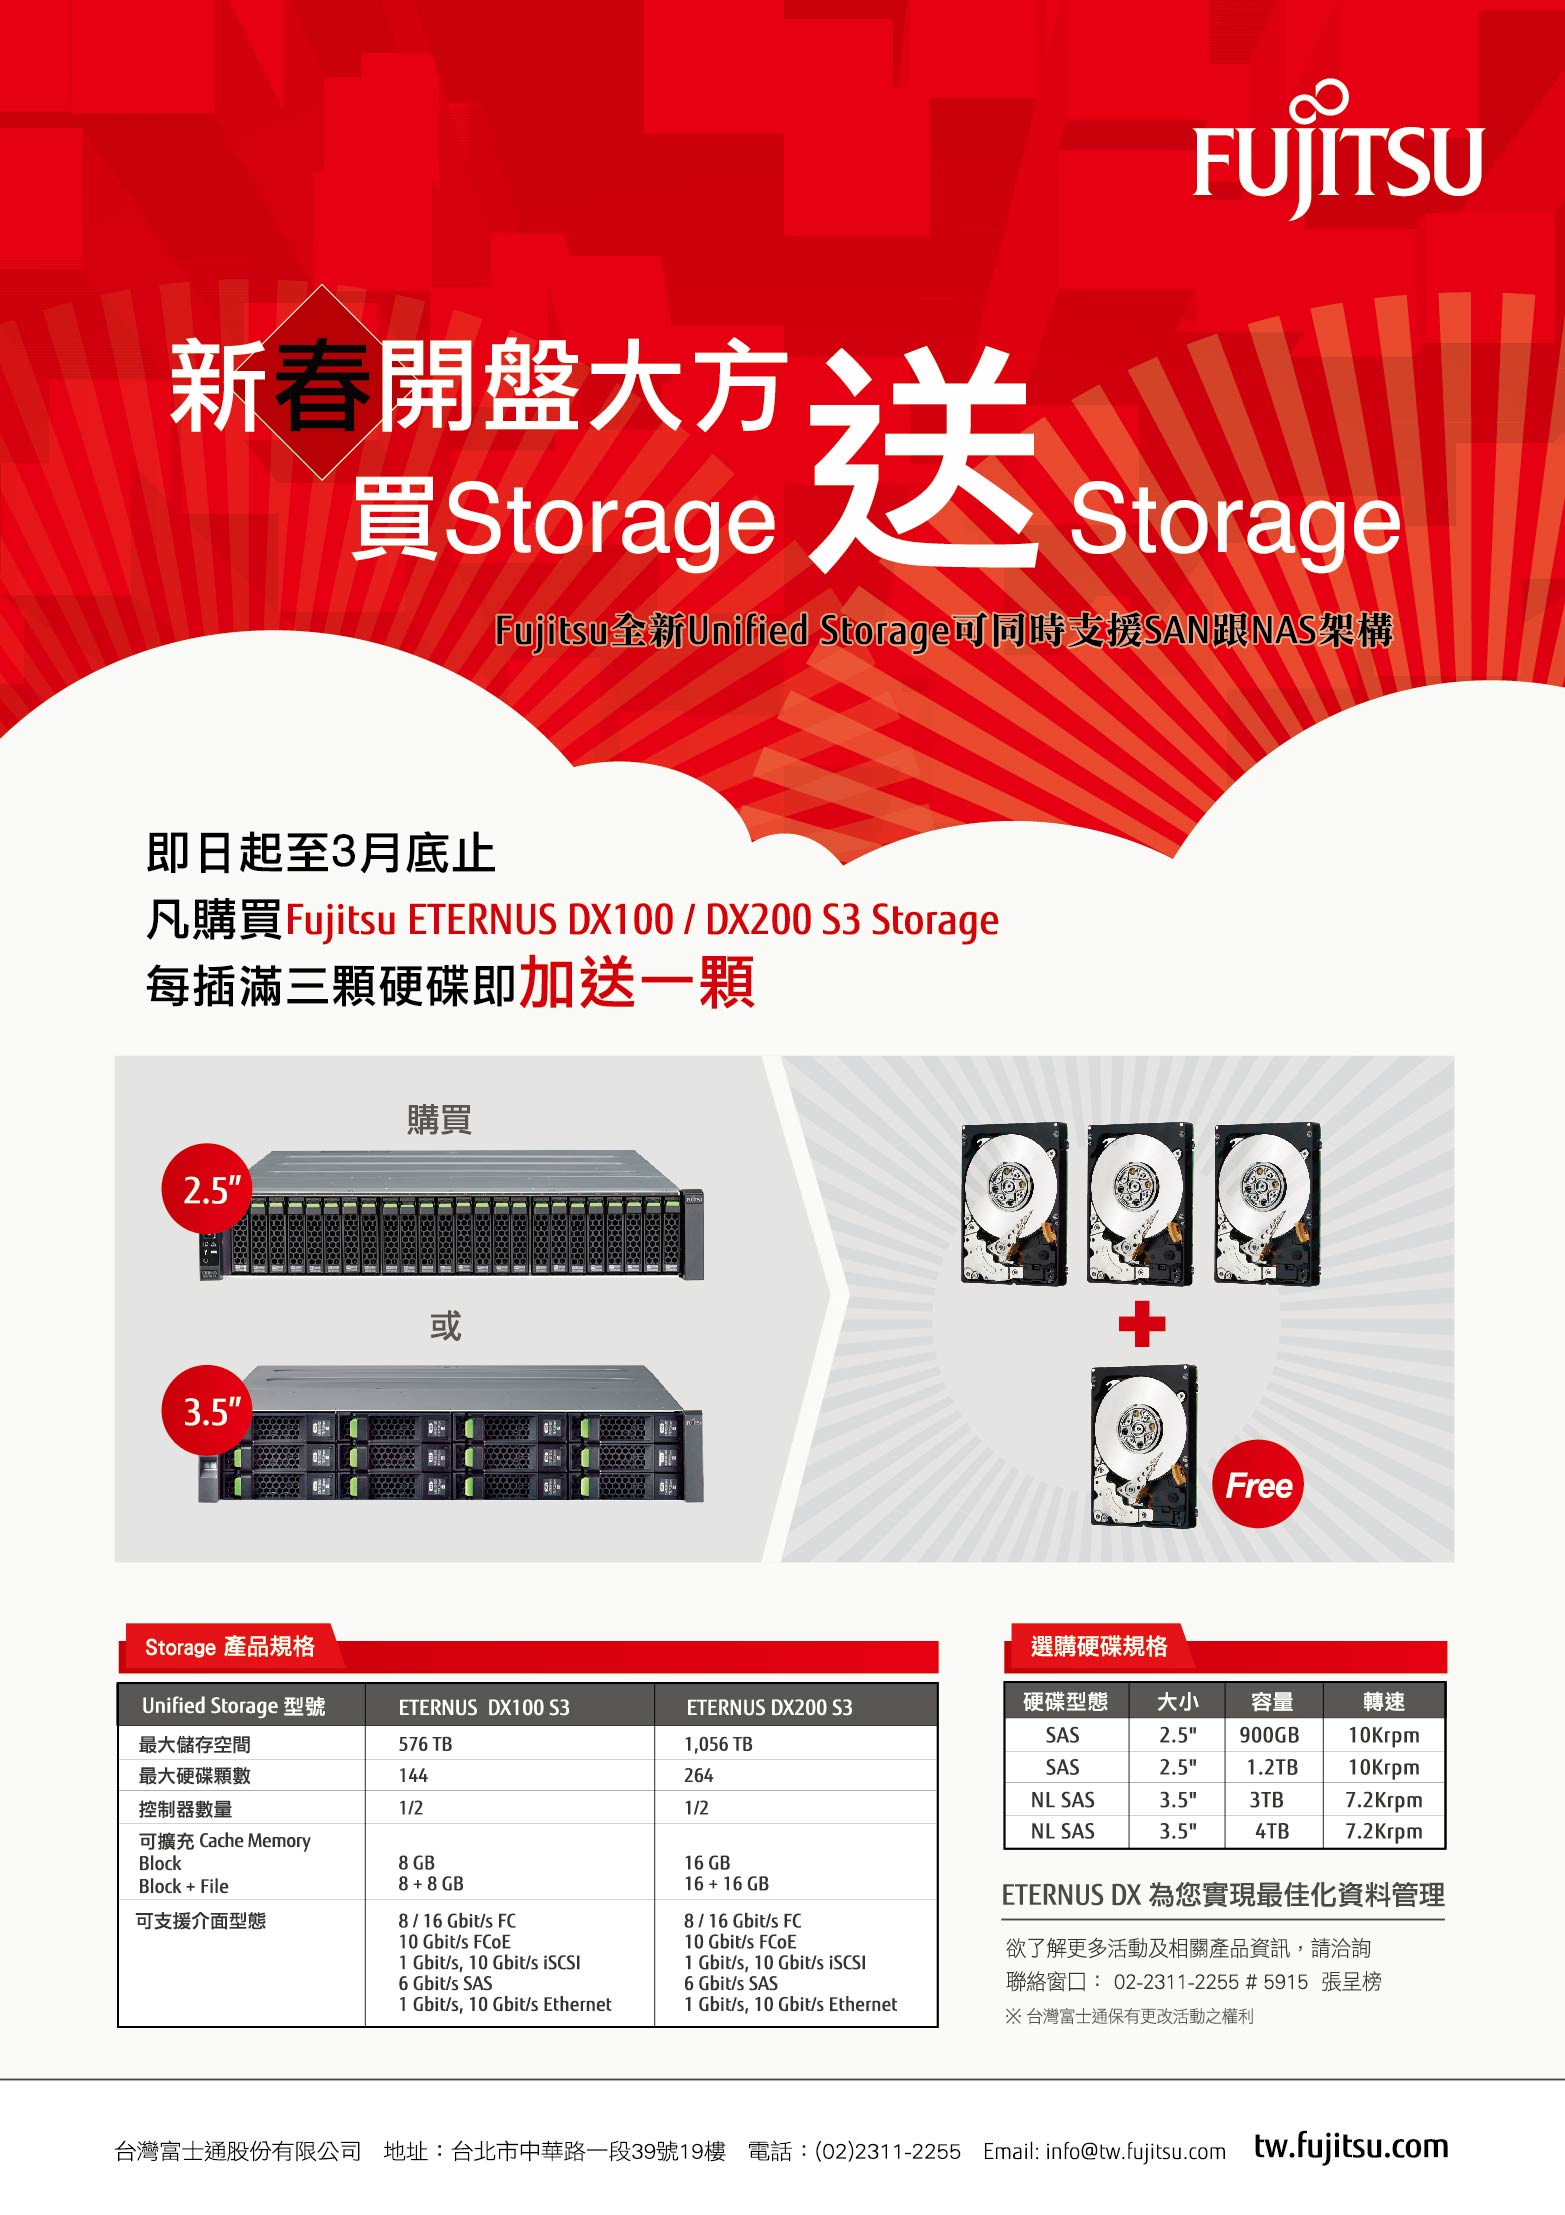 FUJITSU
新春開盤大方送
買Storage Storage
Fujitsu全新Unified Storage可同時支援SAN跟NAS架構
即日起至3月底止
凡購買Fujitsu ETERNUS DX100 / DX200 S3 Storage
每插滿三顆硬碟即加送一顆
購買
2.5"
或
3.5"
Free
Storage 產品規格
Unified Storage 型號 ETERNUS DX100 S3 ETERNUS DX200 S3
最大儲存空間 576 TB 1,056 TB
最大硬碟顆數 144 264
控制器數量 1/2 1/2
可擴充 Cache Memory
Block 8 GB 16 GB
Block + File 8 + 8 GB 16 + 16 GB
可支援介面型態 8 / 16 Gbit/s FC 8 / 16 Gbit/s FC
10 Gbit/s FCoE 10 Gbit/s FCoE
1 Gbit/s, 10 Gbit/s iSCSI 1 Gbit/s, 10 Gbit/s iSCSI
6 Gbit/s SAS 6 Gbit/s SAS
1 Gbit/s, 10 Gbit/s Ethernet 1 Gbit/s, 10 Gbit/s Ethernet
選購硬碟規格
硬碟型態 大小 容量 轉速
SAS 2.5" 900GB 10Krpm
SAS 2.5" 1.2TB 10Krpm
NL SAS 3.5" 3TB 7.2Krpm
NL SAS 3.5" 4TB 7.2Krpm
ETERNUS DX 為您實現最佳化資料管理
欲了解更多活動及相關產品資訊，請洽詢
聯絡窗口： 02-2311-2255 # 5915 張呈榜
※ 台灣富士通保有更改活動之權利
台灣富士通股份有限公司 地址：台北市中華路一段39號19樓 電話：(02)2311-2255 Email: info@tw.fujitsu.com tw.fujitsu.com